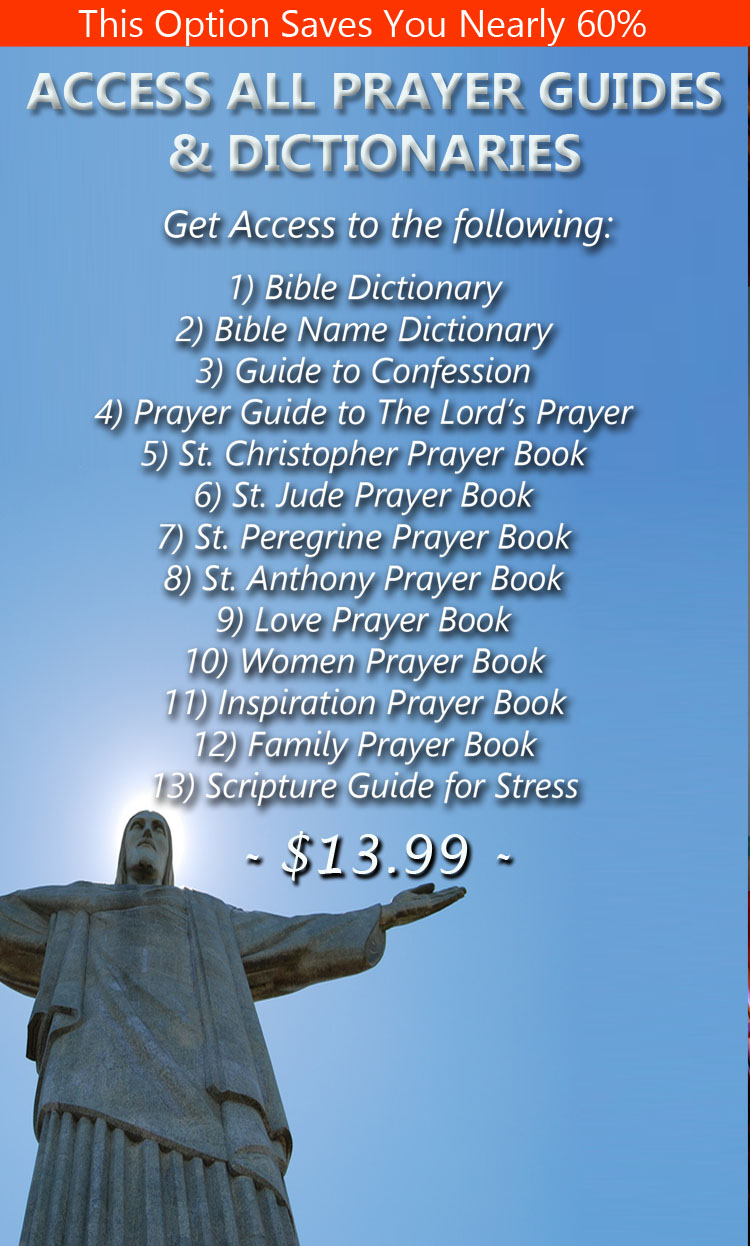 This Option Saves You Nearly 60%
ACCESS ALL PRAYER GUIDES
& DICTIONARIES
Get Access to the following:
1) Bible Dictionary
2) Bible Name Dictionary
3) Guide to Confession
4) Prayer Guide to The Lord's Prayer
5) St. Christopher Prayer Book
6) St. Jude Prayer Book
7) St. Peregrine Prayer Book
8) St. Anthony Prayer Book
9) Love Prayer Book
10) Women Prayer Book
11) Inspiration Prayer Book
12) Family Prayer Book
13) Scripture Guide for Stress
~ $13.99 ~